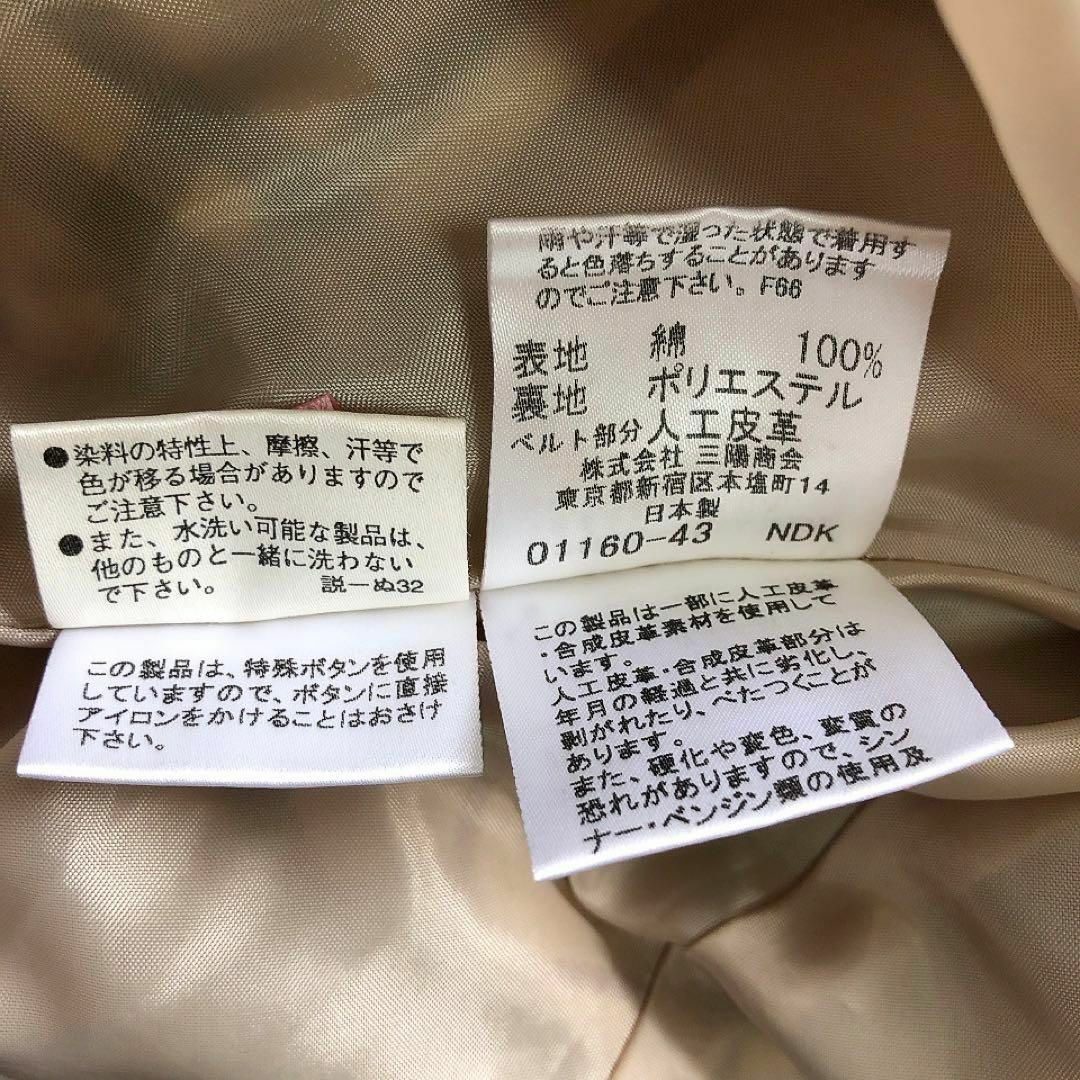 雨や汗等で湿った状態で着用す
ると色落ちすることがあります
のでご注意下さい。F66
表地 綿 100%
裏地 ポリエステル
ベルト部分 人工皮革
株式会社 三陽商会
東京都新宿区本塩町14
日本製
01160-43 NDK
●染料の特性上、摩擦、汗等で
色が移る場合がありますので
ご注意下さい。
●また、水洗い可能な製品は、
他のものと一緒に洗わない
で下さい。 説ーぬ32
この製品は、特殊ボタンを使用
していますので、ボタンに直接
アイロンをかけることはおさけ
下さい。
この製品は一部に人工皮革
・合成皮革素材を使用して
います。
人工皮革・合成皮革部分は
年月の経過と共に劣化し、
剥がれたり、べたつくことが
あります。
また、硬化や変色、変質の
恐れがありますので、シン
ナー・ベンジン類の使用及